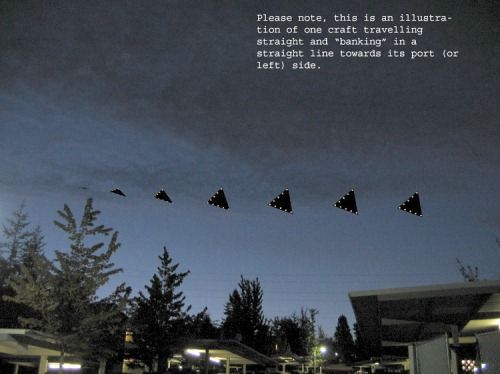 Please note, this is an illustra-
tion of one craft travelling
straight and “banking” in a
straight line towards its port (or
left) side.